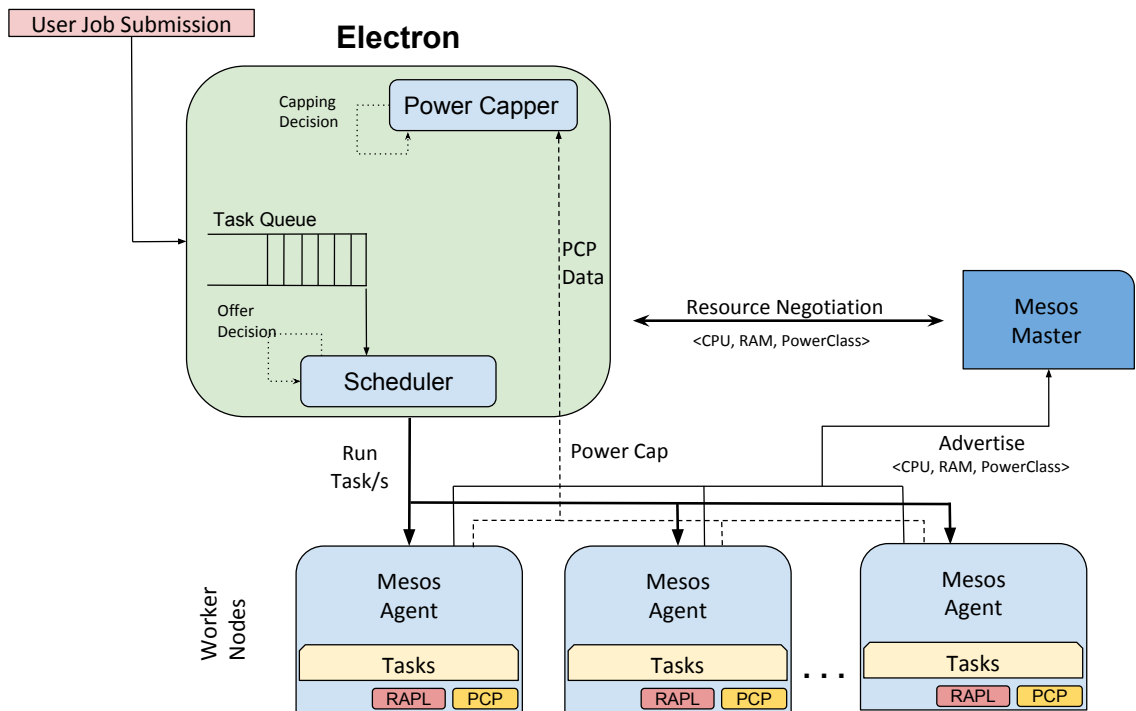 User Job Submission
Electron
Capping
Decision
Power Capper
Task Queue
PCP
Data
Offer
Decision
Scheduler
Resource Negotiation
<CPU, RAM, PowerClass>
Mesos
Master
Run
Task/s
Power Cap
Advertise
<CPU, RAM, PowerClass>
Worker
Nodes
Mesos
Agent
Tasks
RAPL
PCP
Mesos
Agent
Tasks
RAPL
PCP
. . .
Mesos
Agent
Tasks
RAPL
PCP